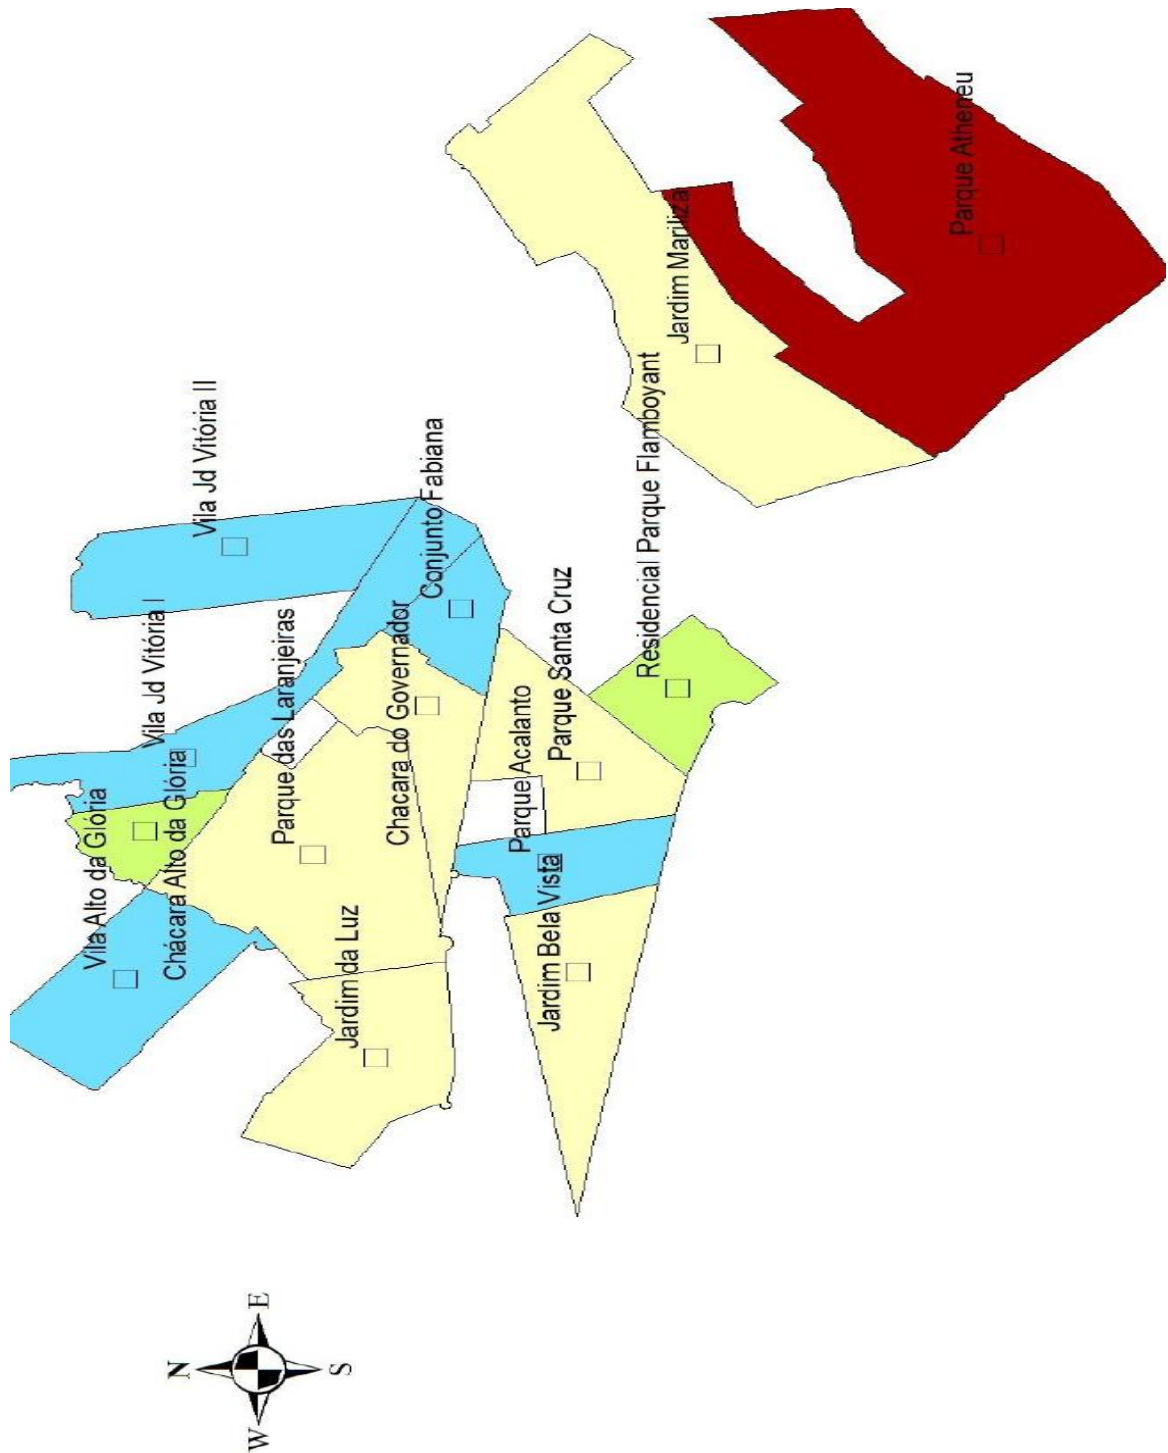 Vila Alto da Glória
Chácara Alto da Glória
Vila Jd Vitória I
Vila Jd Vitória II
Parque das Laranjeiras
Jardim da Luz
Chacara do Governador
Conjunto Fabiana
Parque Acalanto
Jardim Bela Vista
Parque Santa Cruz
Residencial Parque Flamboyant
Jardim Mariliza
Parque Atheneu
N
W
E
S